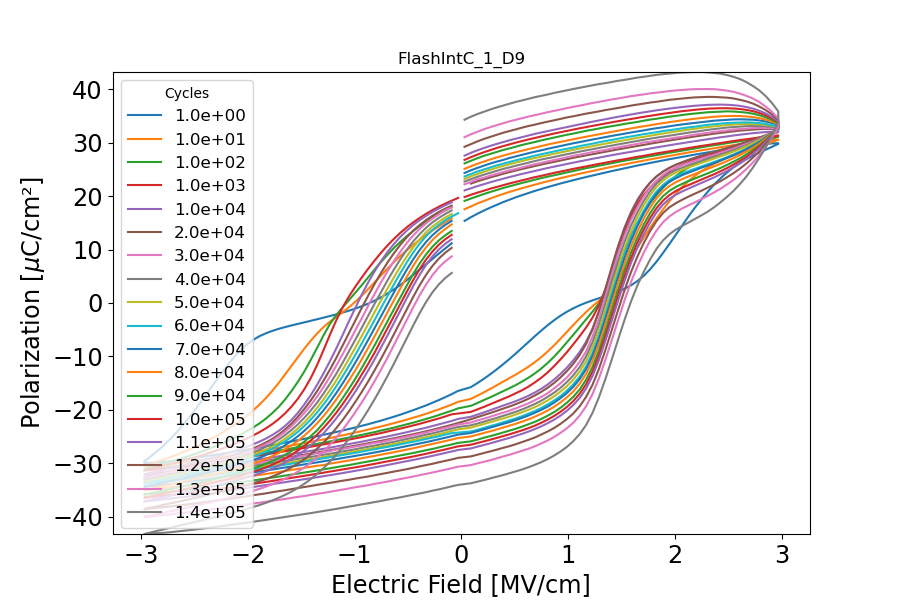 FlashIntC_1_D9
Polarization [μC/cm²]
40
30
20
10
0
−10
−20
−30
−40
Cycles
1.0e+00
1.0e+01
1.0e+02
1.0e+03
1.0e+04
2.0e+04
3.0e+04
4.0e+04
5.0e+04
6.0e+04
7.0e+04
8.0e+04
9.0e+04
1.0e+05
1.1e+05
1.2e+05
1.3e+05
1.4e+05
−3 −2 −1 0 1 2 3
Electric Field [MV/cm]